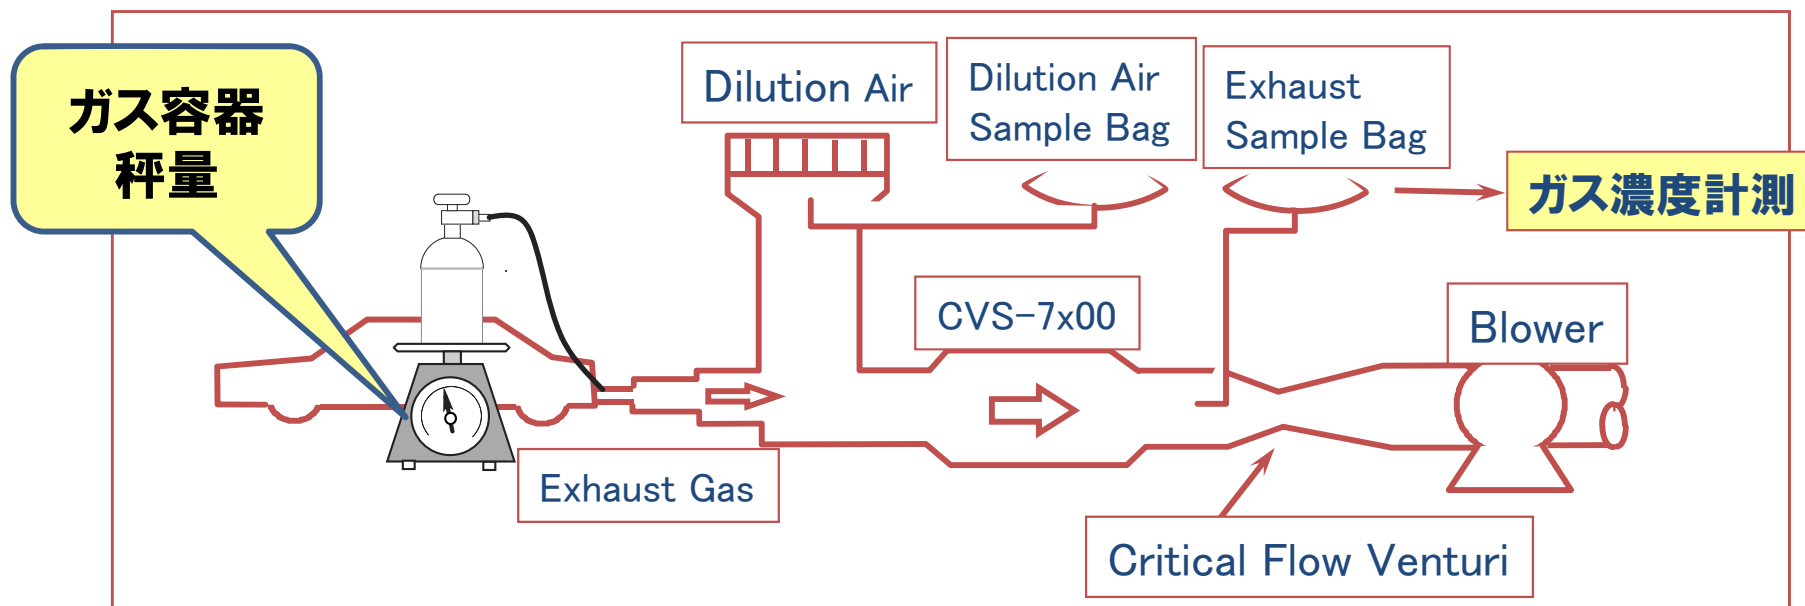 ガス容器
秤量
Dilution Air
Dilution Air
Sample Bag
Exhaust
Sample Bag
ガス濃度計測
CVS-7x00
Blower
Exhaust Gas
Critical Flow Venturi